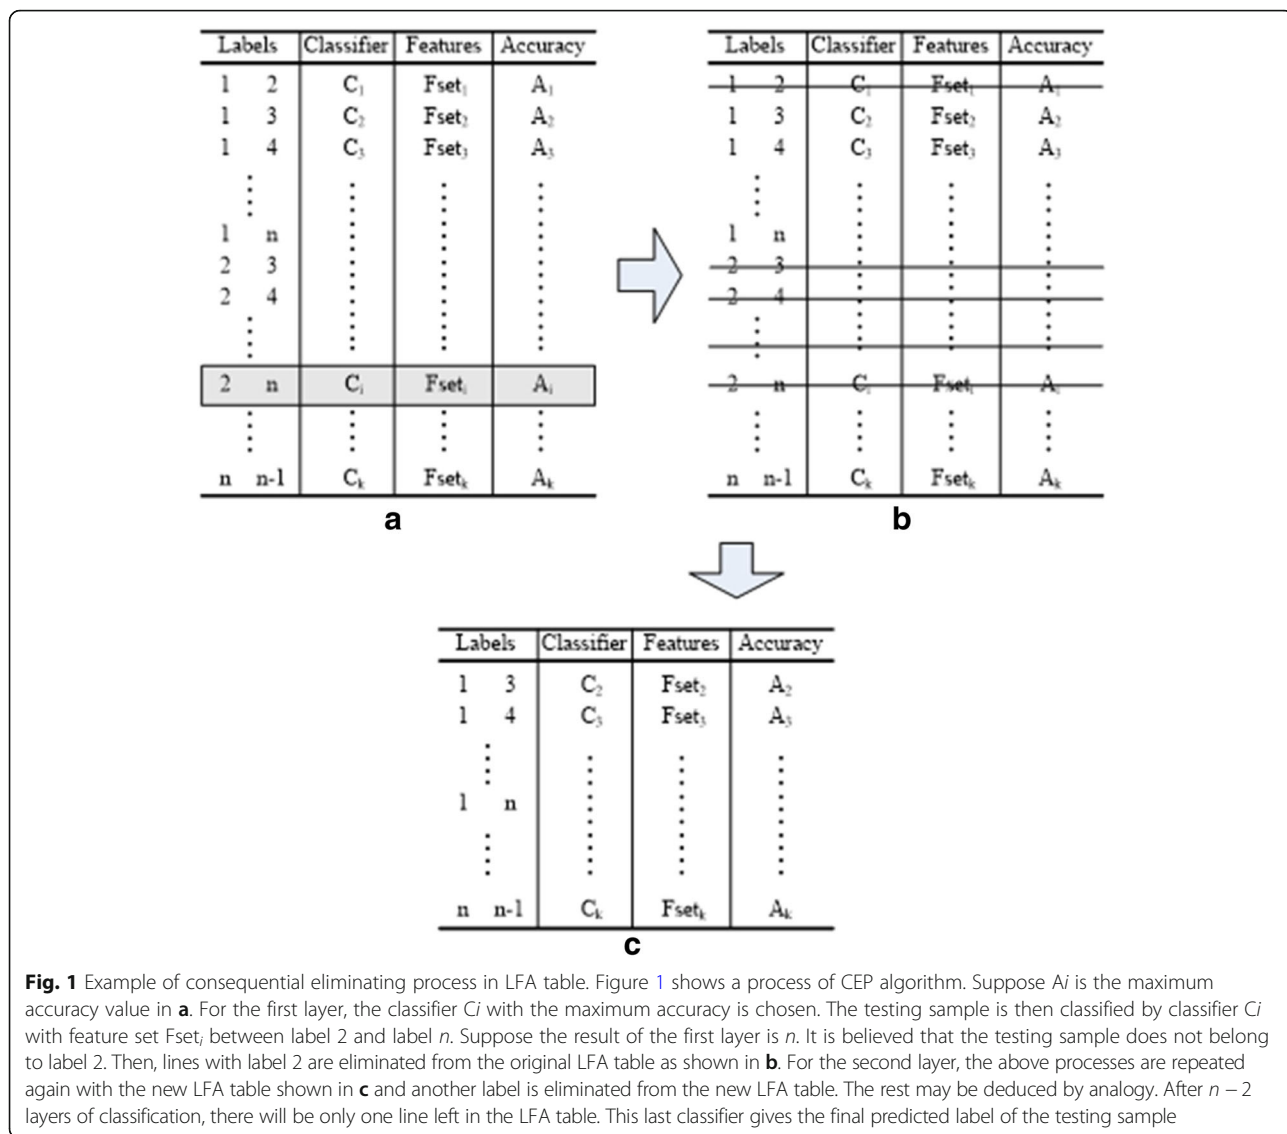 Labels Classifier Features Accuracy
1 2 C₁ Fset₁ A₁
1 3 C₂ Fset₂ A₂
1 4 C₃ Fset₃ A₃
1 n
2 3
2 4
2 n Cᵢ Fsetᵢ Aᵢ
n n-1 Cₖ Fsetₖ Aₖ
a
Labels Classifier Features Accuracy
1 2 C₁ Fset₁ A₁
1 3 C₂ Fset₂ A₂
1 4 C₃ Fset₃ A₃
1 n
2 3
2 4
2 n Cᵢ Fsetᵢ Aᵢ
n n-1 Cₖ Fsetₖ Aₖ
b
Labels Classifier Features Accuracy
1 3 C₂ Fset₂ A₂
1 4 C₃ Fset₃ A₃
1 n
n n-1 Cₖ Fsetₖ Aₖ
c
Fig. 1 Example of consequential eliminating process in LFA table. Figure 1 shows a process of CEP algorithm. Suppose Ai is the maximum
accuracy value in a. For the first layer, the classifier Ci with the maximum accuracy is chosen. The testing sample is then classified by classifier Ci
with feature set Fsetᵢ between label 2 and label n. Suppose the result of the first layer is n. It is believed that the testing sample does not belong
to label 2. Then, lines with label 2 are eliminated from the original LFA table as shown in b. For the second layer, the above processes are repeated
again with the new LFA table shown in c and another label is eliminated from the new LFA table. The rest may be deduced by analogy. After n − 2
layers of classification, there will be only one line left in the LFA table. This last classifier gives the final predicted label of the testing sample